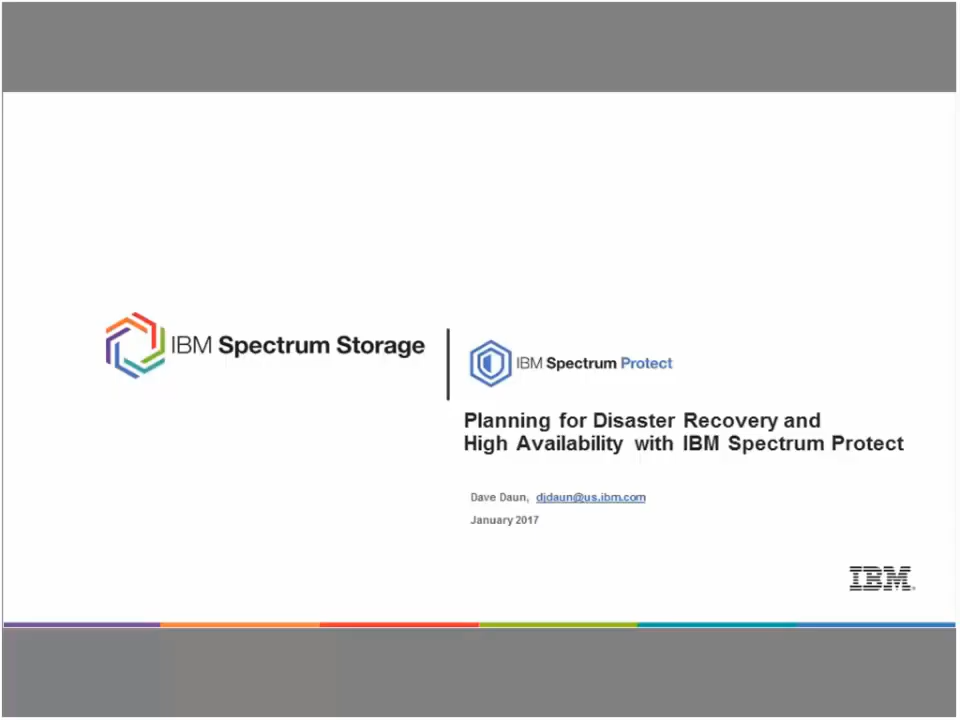 IBM Spectrum Storage
IBM Spectrum Protect
Planning for Disaster Recovery and
High Availability with IBM Spectrum Protect
Dave Daun, djdaun@us.ibm.com
January 2017
IBM